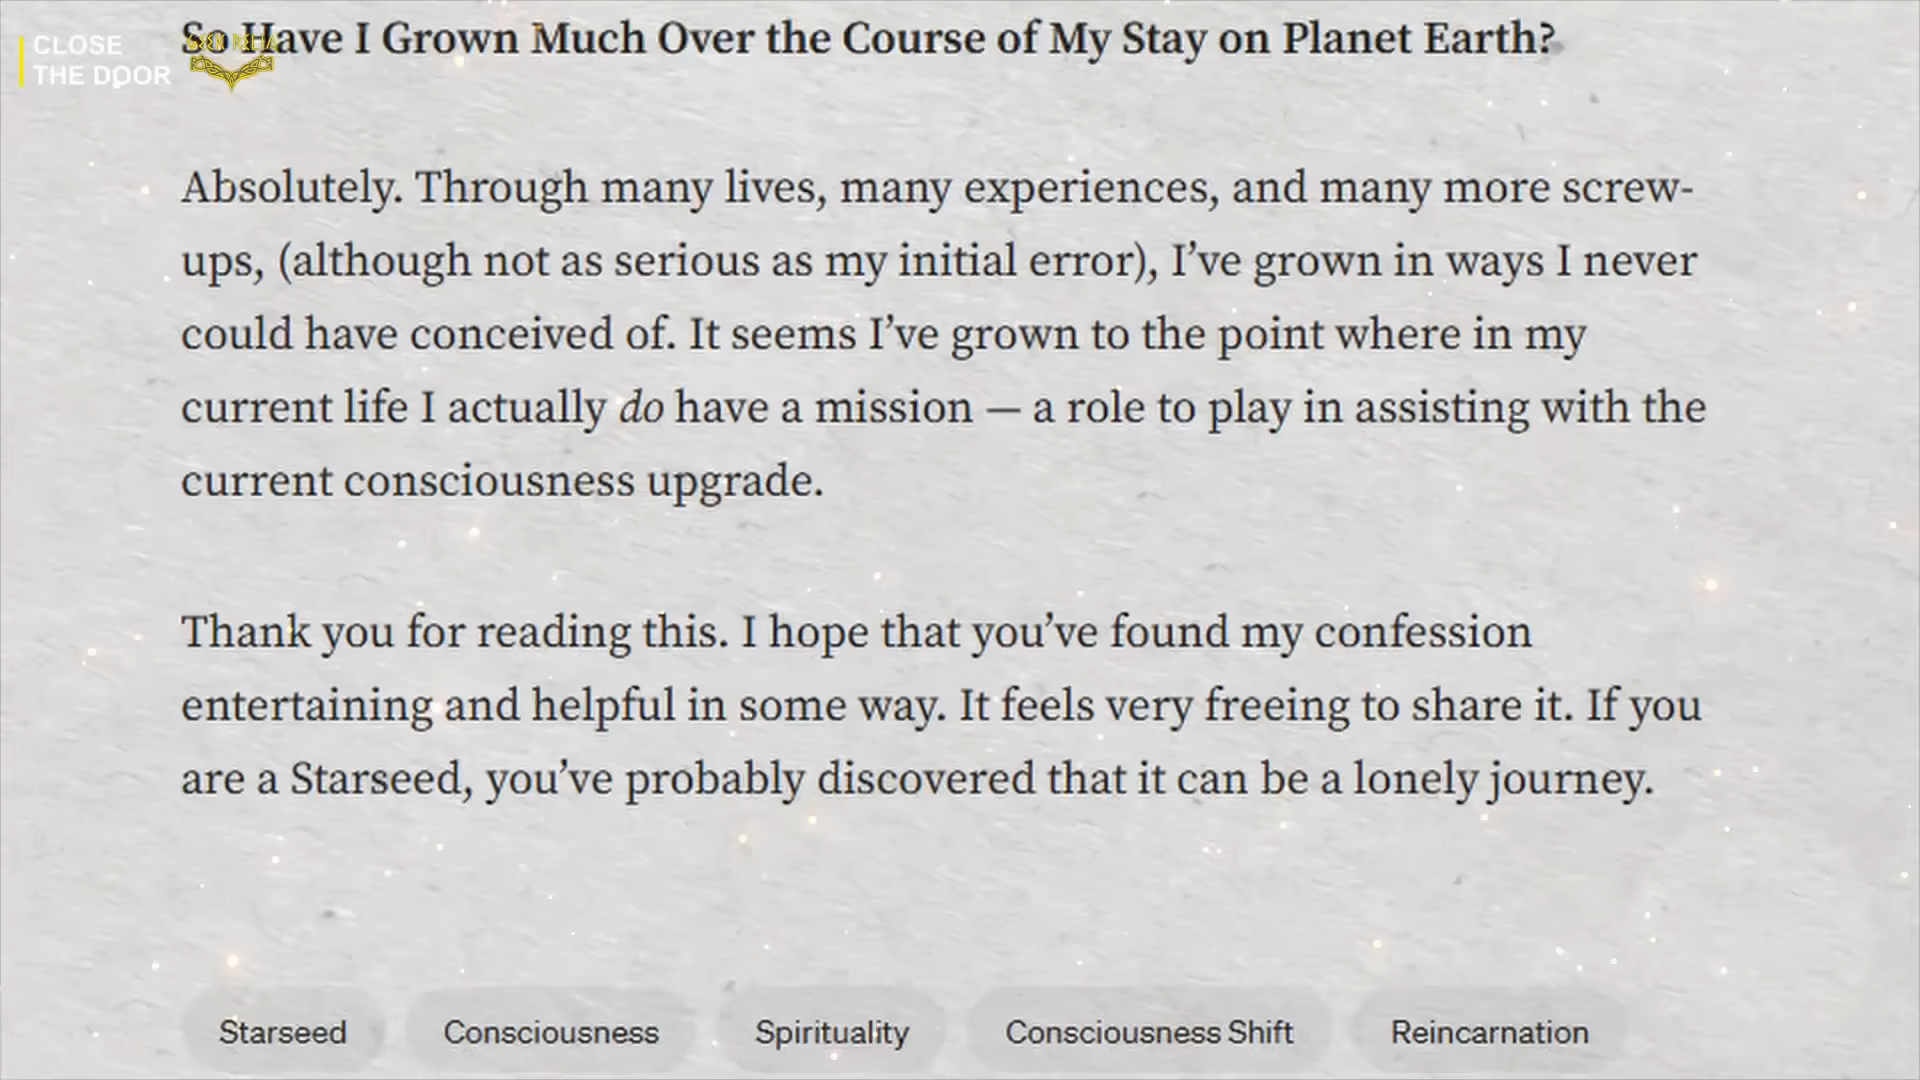 CLOSE
THE DOOR
So Have I Grown Much Over the Course of My Stay on Planet Earth?
Absolutely. Through many lives, many experiences, and many more screw-
ups, (although not as serious as my initial error), I’ve grown in ways I never
could have conceived of. It seems I’ve grown to the point where in my
current life I actually do have a mission — a role to play in assisting with the
current consciousness upgrade.
Thank you for reading this. I hope that you’ve found my confession
entertaining and helpful in some way. It feels very freeing to share it. If you
are a Starseed, you’ve probably discovered that it can be a lonely journey.
Starseed
Consciousness
Spirituality
Consciousness Shift
Reincarnation